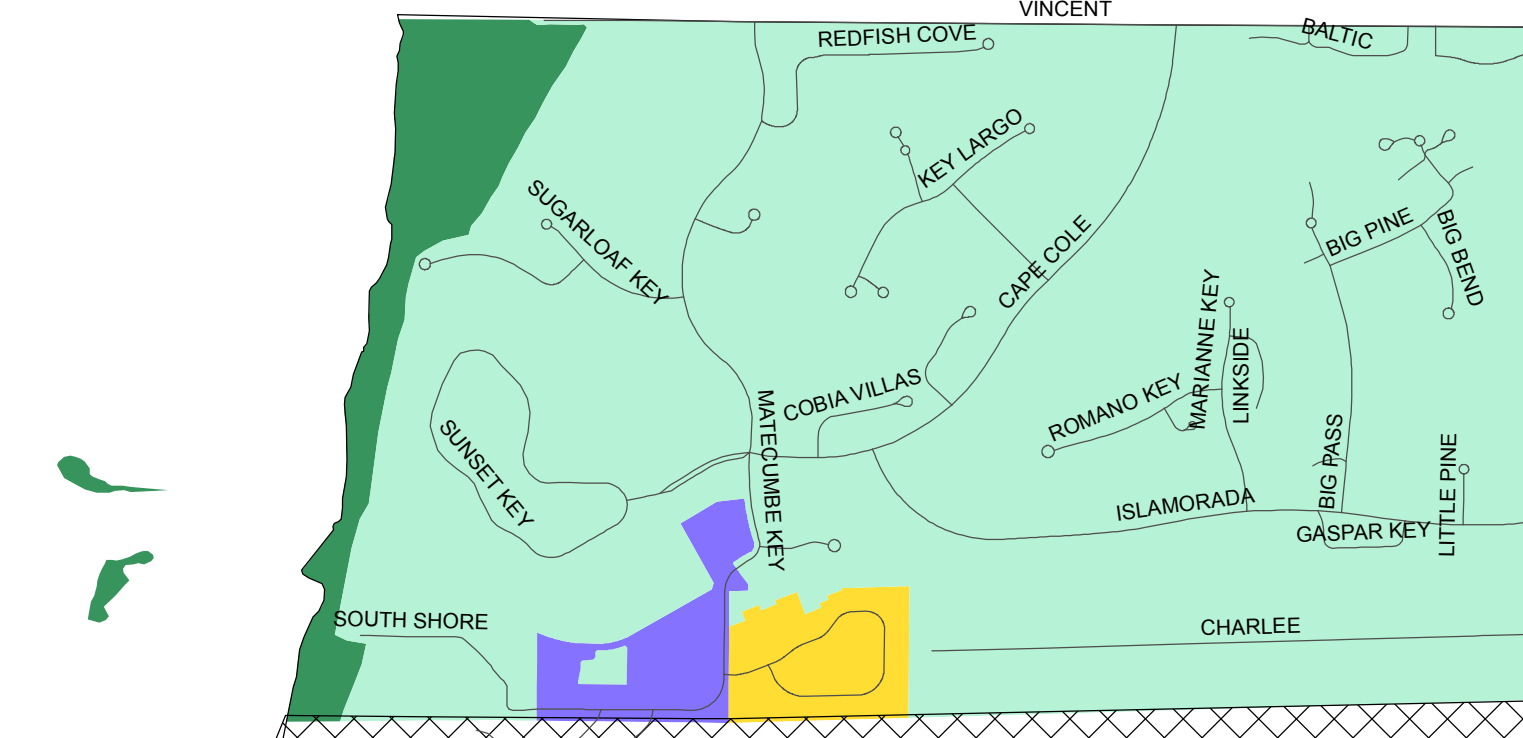 VINCENT
REDFISH COVE
BALTIC
KEY LARGO
SUGARLOAF KEY
CAPE COLE
BIG PINE
BIG BEND
MARIANNE KEY
LINKSIDE
ROMANO KEY
COBIA VILLAS
MATECUMBE KEY
SUNSET KEY
BIG PASS
LITTLE PINE
ISLAMORADA
GASPAR KEY
SOUTH SHORE
CHARLEE